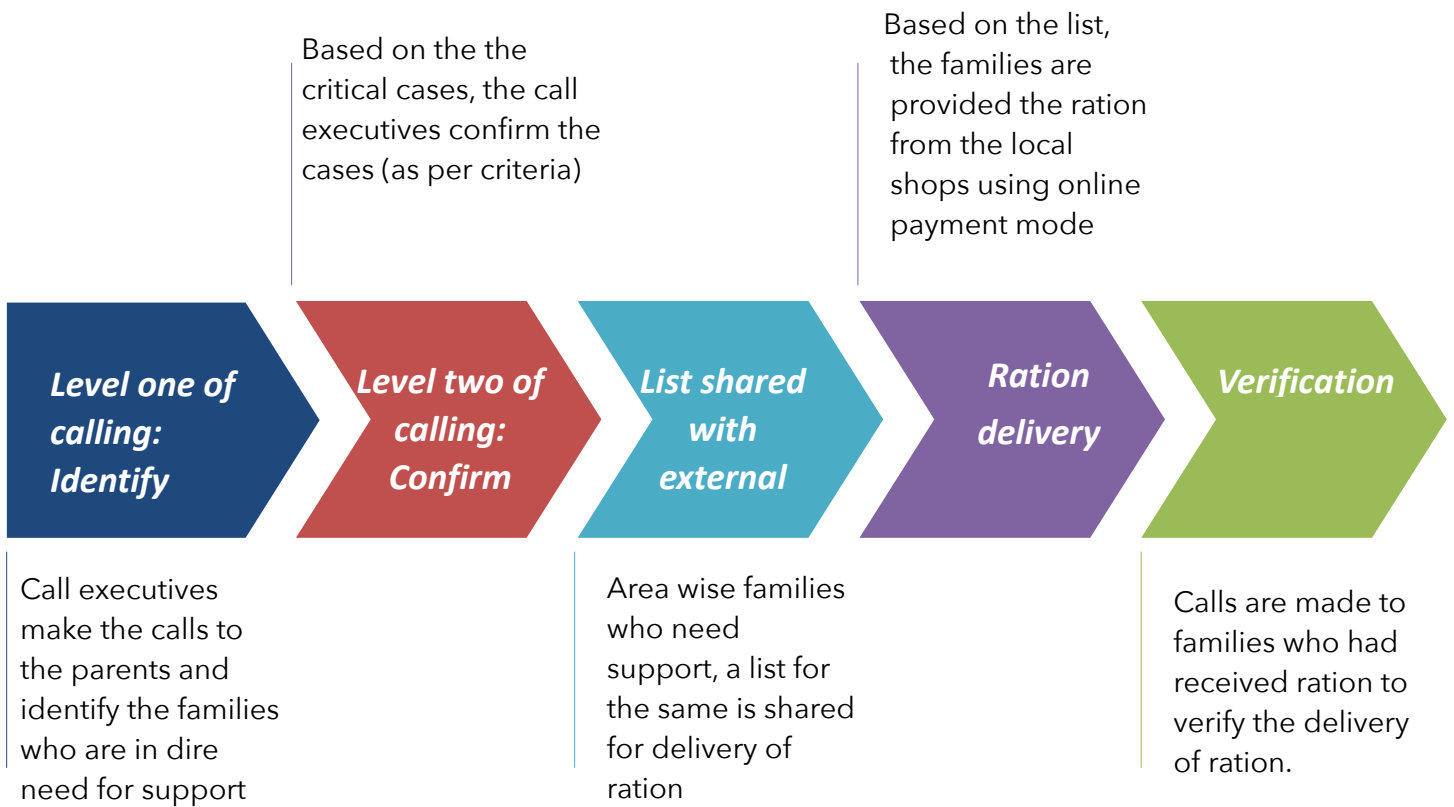 Based on the the
critical cases, the call
executives confirm the
cases (as per criteria)
Based on the list,
the families are
provided the ration
from the local
shops using online
payment mode
Level one of
calling:
Identify
Level two of
calling:
Confirm
List shared
with
external
Ration
delivery
Verification
Call executives
make the calls to
the parents and
identify the families
who are in dire
need for support
Area wise families
who need
support, a list for
the same is shared
for delivery of
ration
Calls are made to
families who had
received ration to
verify the delivery
of ration.